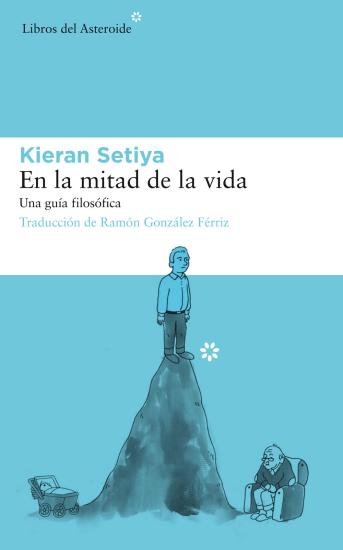 Libros del Asteroide
Kieran Setiya
En la mitad de la vida
Una guía filosófica
Traducción de Ramón González Férriz